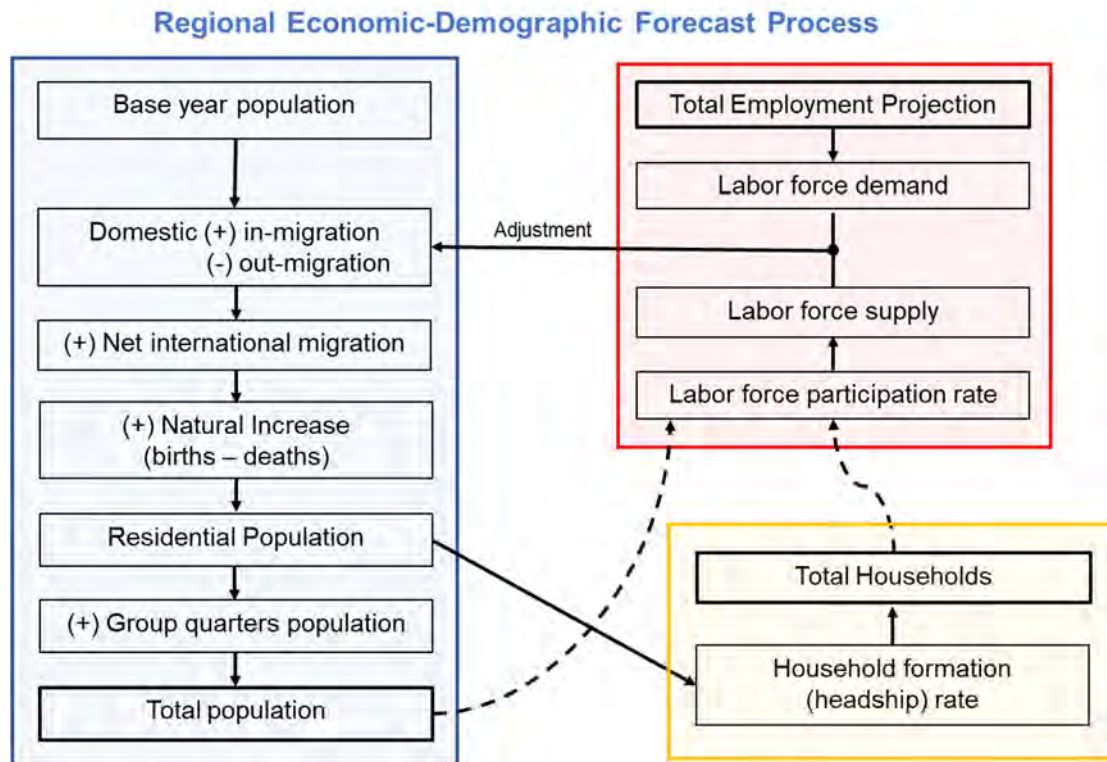 Regional Economic-Demographic Forecast Process
Base year population
Domestic (+) in-migration
(-) out-migration
(+) Net international migration
(+) Natural Increase
(births – deaths)
Residential Population
(+) Group quarters population
Total population
Adjustment
Total Employment Projection
Labor force demand
Labor force supply
Labor force participation rate
Total Households
Household formation
(headship) rate